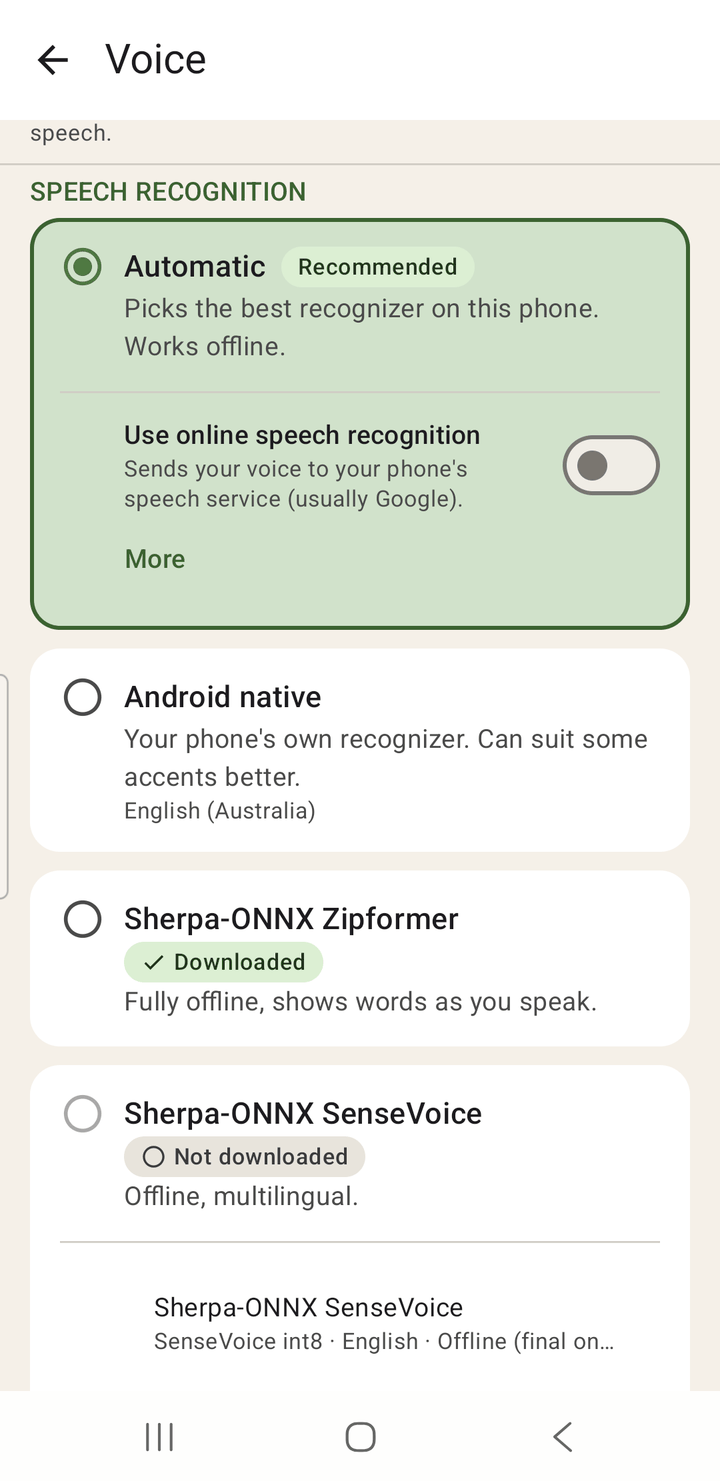 Voice
speech.
SPEECH RECOGNITION
Automatic Recommended
Picks the best recognizer on this phone.
Works offline.
Use online speech recognition
Sends your voice to your phone's
speech service (usually Google).
More
Android native
Your phone's own recognizer. Can suit some
accents better.
English (Australia)
Sherpa-ONNX Zipformer
Downloaded
Fully offline, shows words as you speak.
Sherpa-ONNX SenseVoice
Not downloaded
Offline, multilingual.
Sherpa-ONNX SenseVoice
SenseVoice int8 · English · Offline (final on…